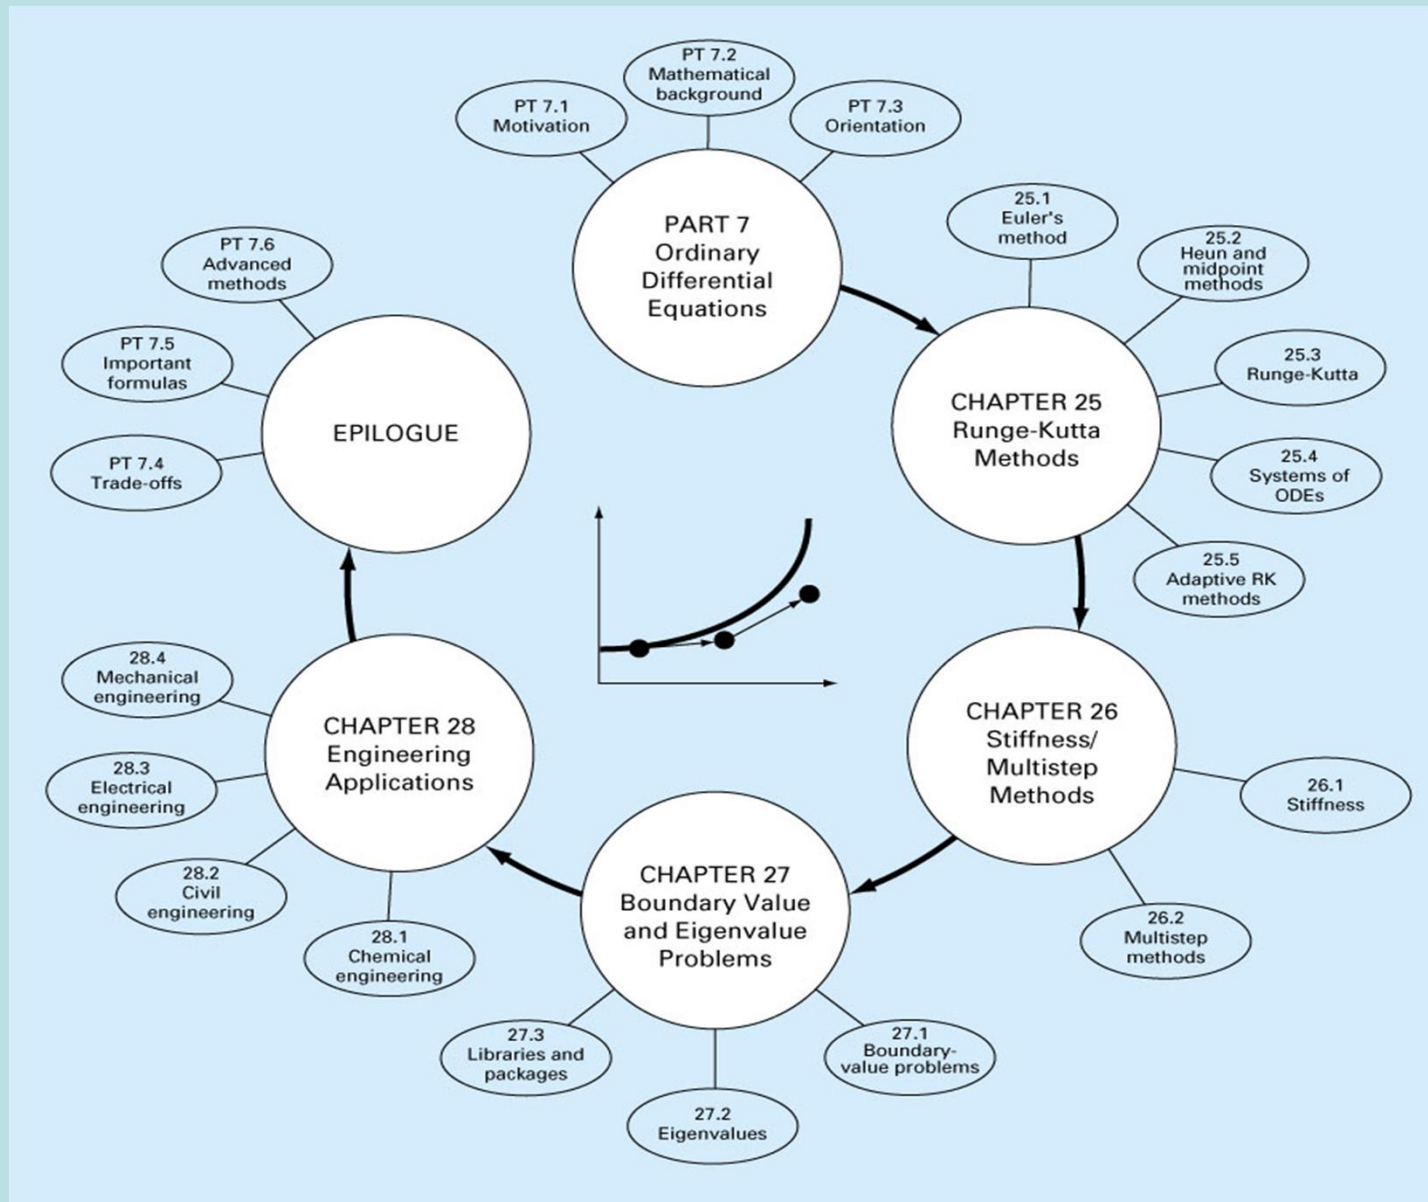 PT 7.1
Motivation
PT 7.2
Mathematical
background
PT 7.3
Orientation
PART 7
Ordinary
Differential
Equations
25.1
Euler's
method
25.2
Heun and
midpoint
methods
25.3
Runge-Kutta
25.4
Systems of
ODEs
25.5
Adaptive RK
methods
CHAPTER 25
Runge-Kutta
Methods
CHAPTER 26
Stiffness/
Multistep
Methods
26.1
Stiffness
26.2
Multistep
methods
CHAPTER 27
Boundary Value
and Eigenvalue
Problems
27.1
Boundary-
value problems
27.2
Eigenvalues
27.3
Libraries and
packages
CHAPTER 28
Engineering
Applications
28.1
Chemical
engineering
28.2
Civil
engineering
28.3
Electrical
engineering
28.4
Mechanical
engineering
EPILOGUE
PT 7.4
Trade-offs
PT 7.5
Important
formulas
PT 7.6
Advanced
methods